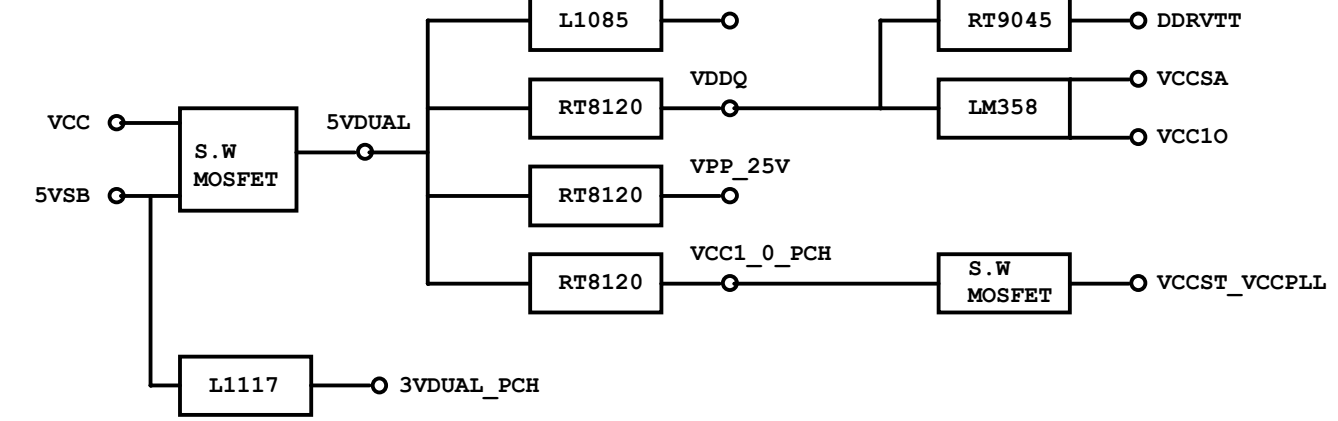 L1085
RT9045
DDRVTT
VDDQ
RT8120
LM358
VCCSA
VCC1O
VCC
5VSB
S.W
MOSFET
5VDUAL
VPP_25V
RT8120
VCC1_0_PCH
RT8120
S.W
MOSFET
VCCST_VCCPLL
L1117
3VDUAL_PCH